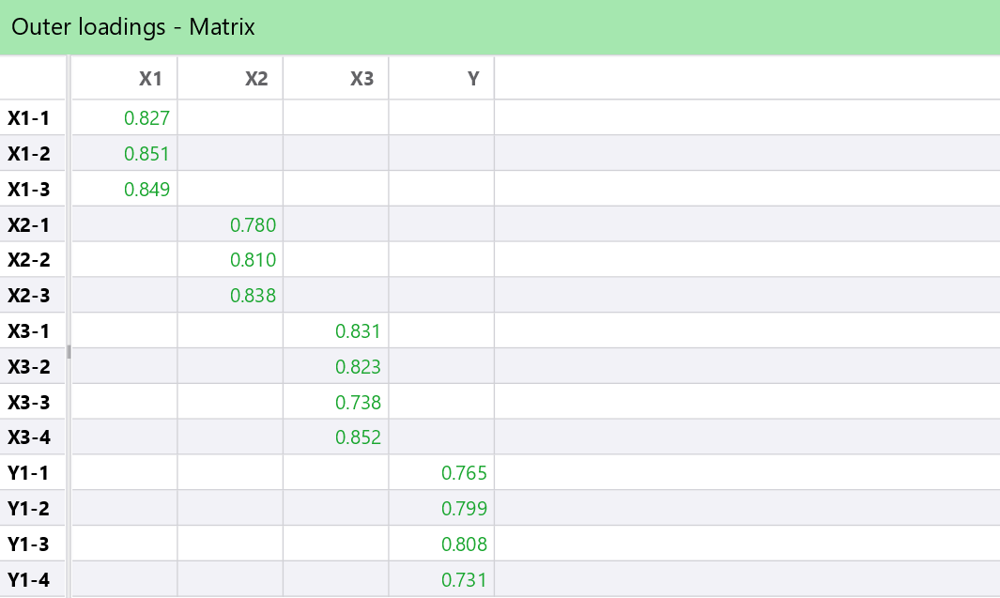 Outer loadings - Matrix
X1 X2 X3 Y
X1-1 0.827
X1-2 0.851
X1-3 0.849
X2-1 0.780
X2-2 0.810
X2-3 0.838
X3-1 0.831
X3-2 0.823
X3-3 0.738
X3-4 0.852
Y1-1 0.765
Y1-2 0.799
Y1-3 0.808
Y1-4 0.731